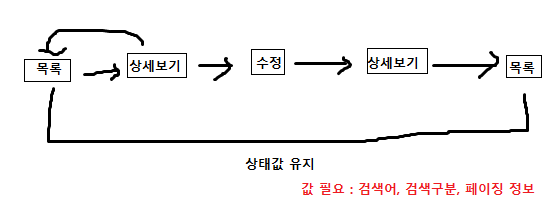 목록
상세보기
수정
상세보기
목록
상태값 유지
값 필요 : 검색어, 검색구분, 페이징 정보